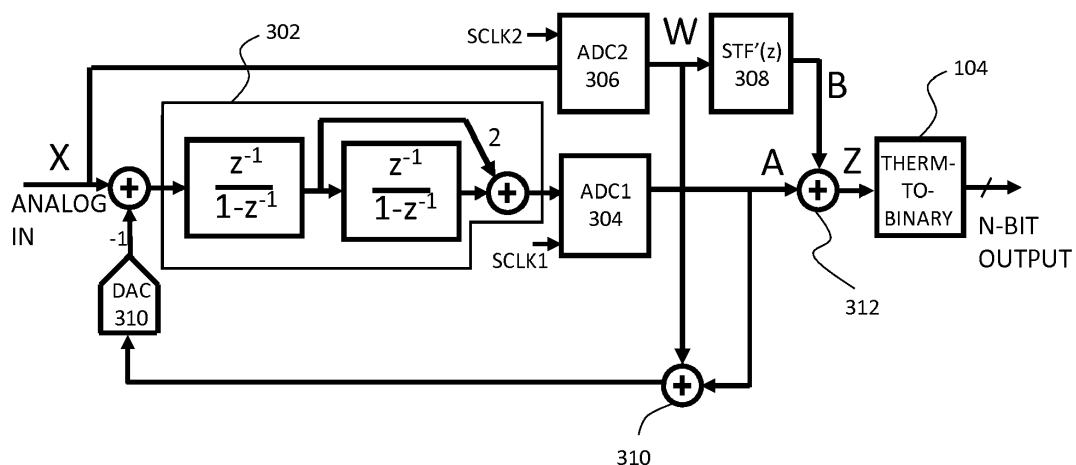 302
SCLK2
ADC2
306
W
STF'(z)
308
B
104
X
ANALOG
IN
+
-1
z⁻¹
1-z⁻¹
z⁻¹
1-z⁻¹
2
+
ADC1
304
SCLK1
A
+
Z
THERM-
TO-
BINARY
N-BIT
OUTPUT
312
DAC
310
+
310